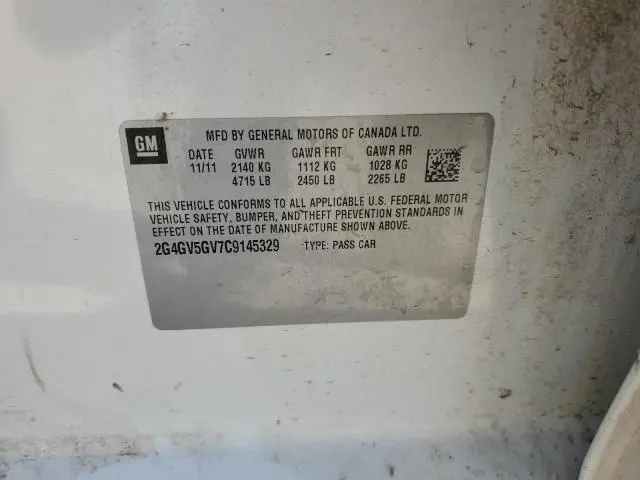 GM
MFD BY GENERAL MOTORS OF CANADA LTD.
DATE GVWR GAWR FRT GAWR RR
11/11 2140 KG 1112 KG 1028 KG
4715 LB 2450 LB 2265 LB
THIS VEHICLE CONFORMS TO ALL APPLICABLE U.S. FEDERAL MOTOR
VEHICLE SAFETY, BUMPER, AND THEFT PREVENTION STANDARDS IN
EFFECT ON THE DATE OF MANUFACTURE SHOWN ABOVE.
2G4GV5GV7C9145329 TYPE: PASS CAR